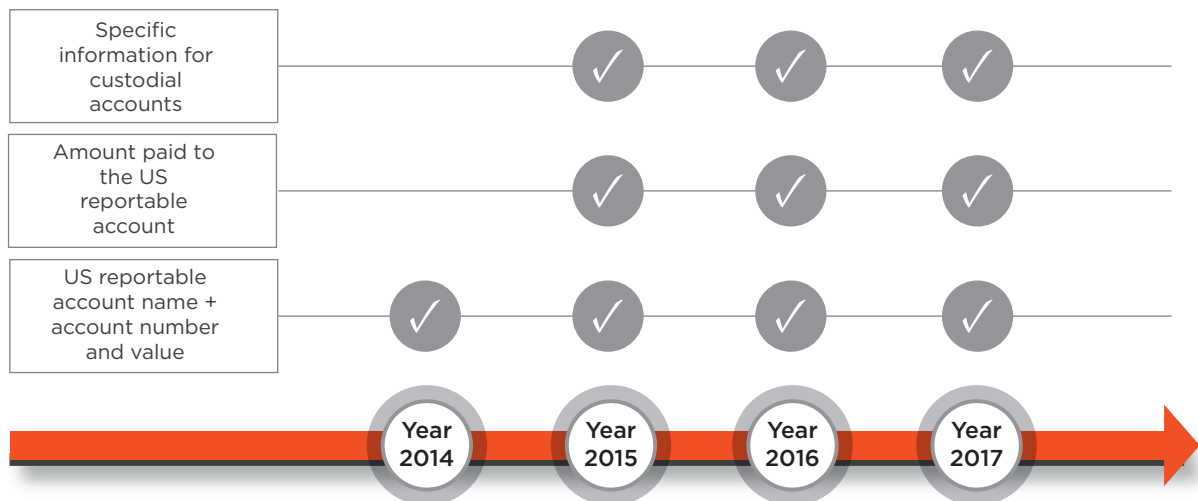 Specific
information for
custodial
accounts
Amount paid to
the US
reportable
account
US reportable
account name +
account number
and value
Year
2014
Year
2015
Year
2016
Year
2017